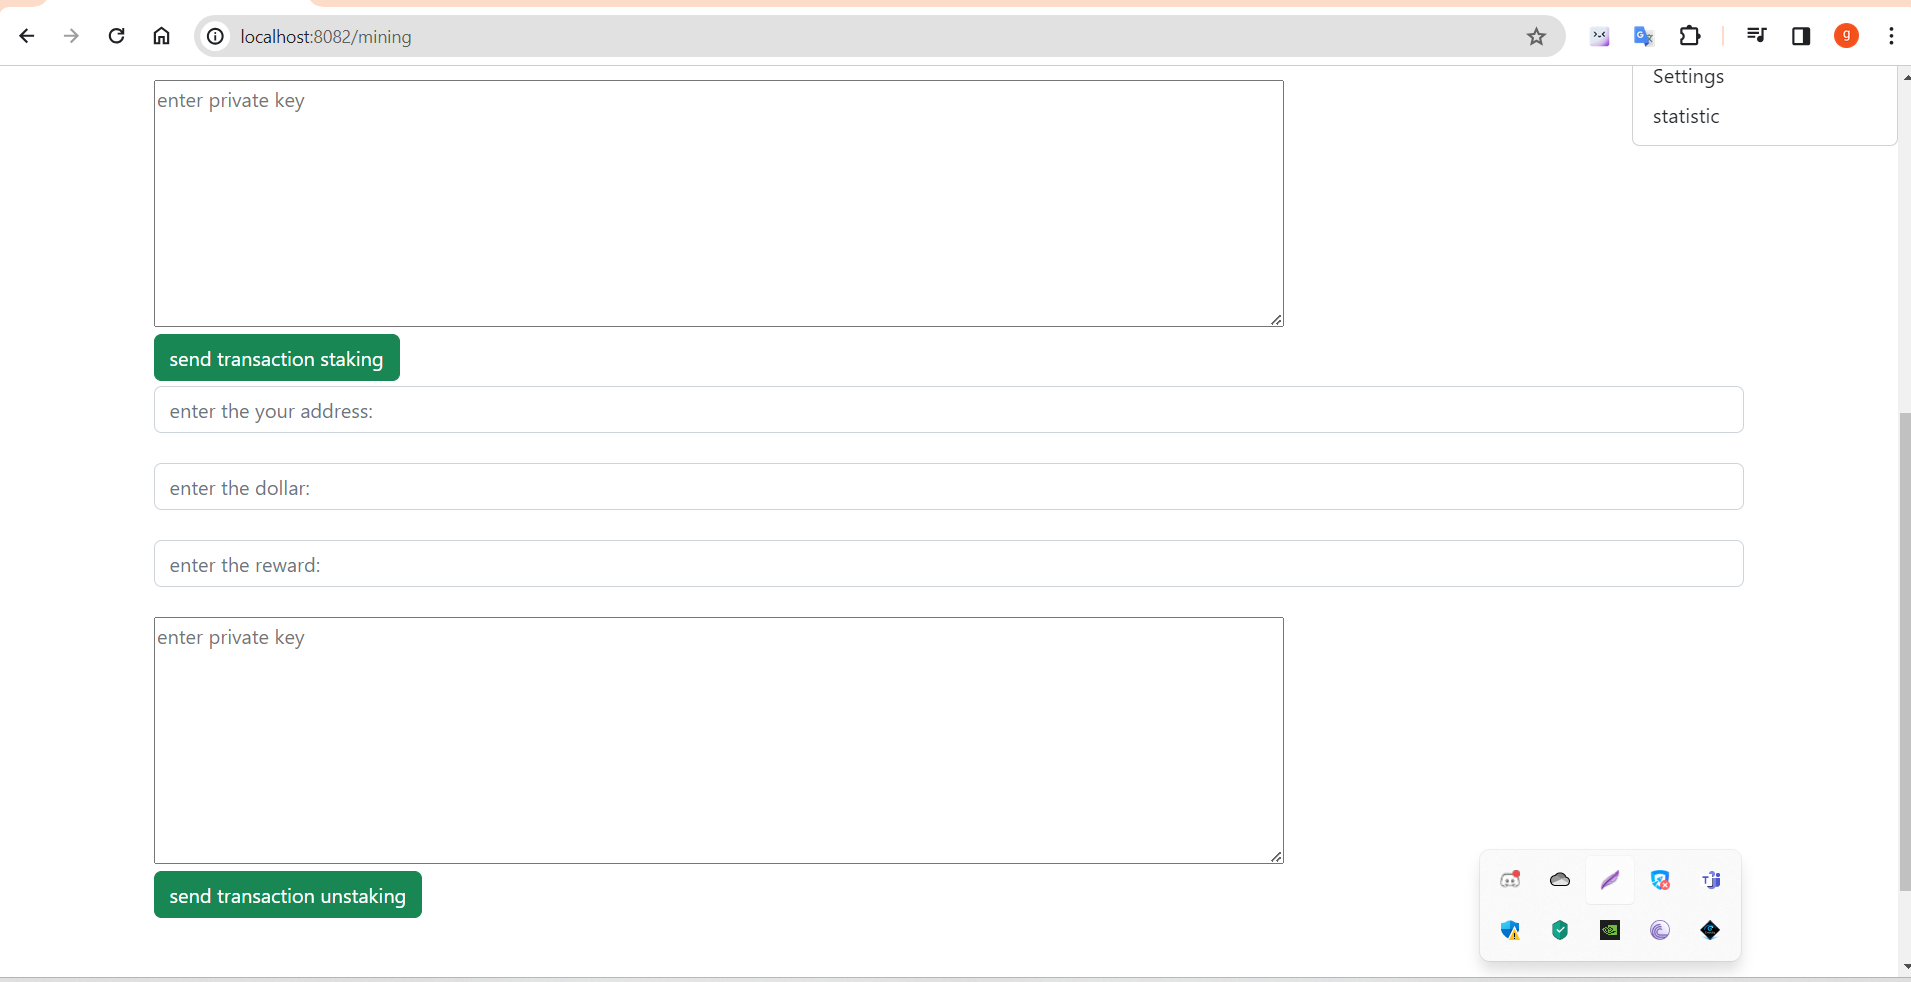 localhost:8082/mining
g
Settings
statistic
enter private key
send transaction staking
enter the your address:
enter the dollar:
enter the reward:
enter private key
send transaction unstaking